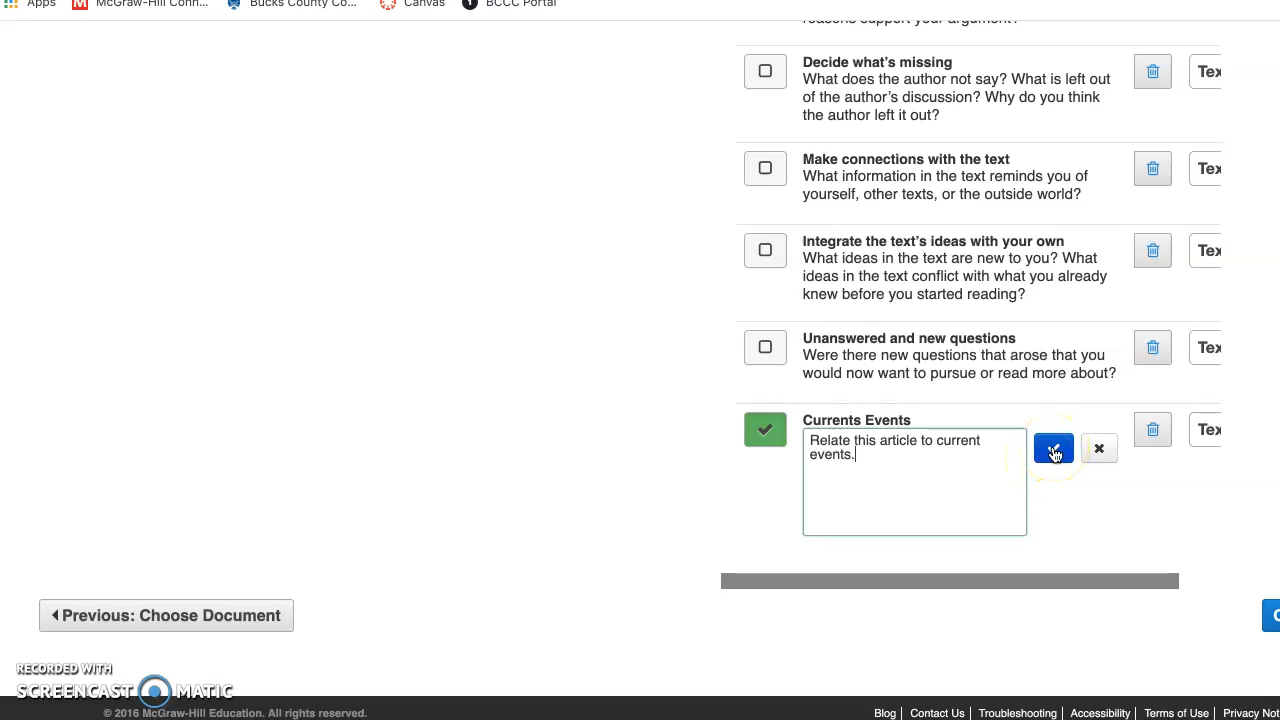 Apps McGraw-Hill Conn... Bucks County Co... Canvas BCCC Portal
reasons support your argument?
Decide what's missing
What does the author not say? What is left out
of the author's discussion? Why do you think
the author left it out?
Tex
Make connections with the text
What information in the text reminds you of
yourself, other texts, or the outside world?
Tex
Integrate the text's ideas with your own
What ideas in the text are new to you? What
ideas in the text conflict with what you already
knew before you started reading?
Tex
Unanswered and new questions
Were there new questions that arose that you
would now want to pursue or read more about?
Tex
Currents Events
Relate this article to current
events.
Tex
Previous: Choose Document
RECORDED WITH
SCREENCAST MATIC
© 2016 McGraw-Hill Education. All rights reserved.
Blog | Contact Us | Troubleshooting | Accessibility | Terms of Use | Privacy Not